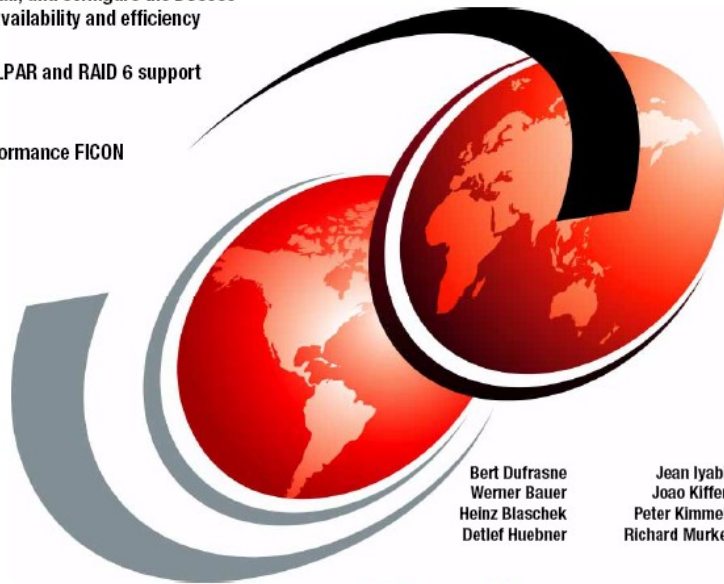 vailability and efficiency
LPAR and RAID 6 support
ormance FICON
Bert Dufrasne
Werner Bauer
Heinz Blaschek
Detlef Huebner
Jean Iyab
Joao Kiffer
Peter Kimmel
Richard Murke